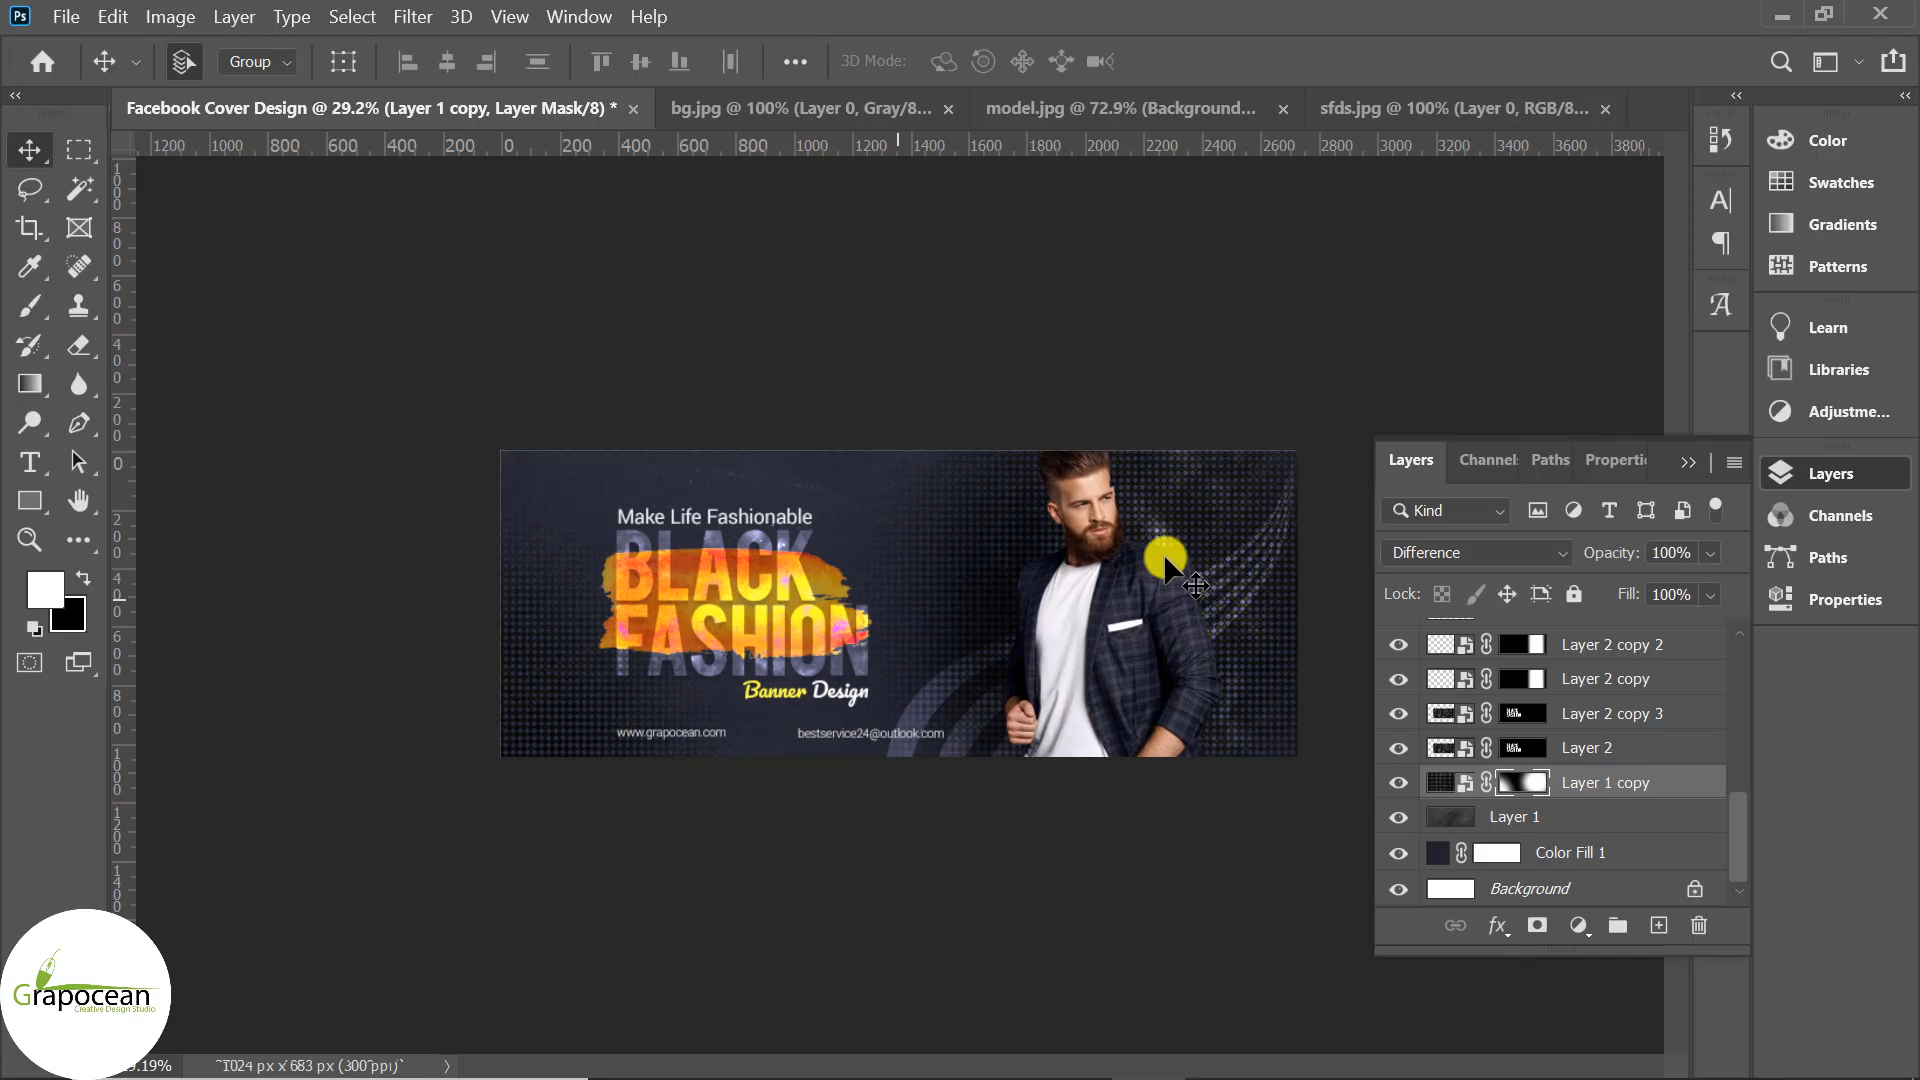 Ps File Edit Image Layer Type Select Filter 3D View Window Help
Group 3D Mode:
Facebook Cover Design @ 29.2% (Layer 1 copy, Layer Mask/8) * bg.jpg @ 100% (Layer 0, Gray/8... model.jpg @ 72.9% (Background... sfds.jpg @ 100% (Layer 0, RGB/8...
1200 1000 800 600 400 200 0 200 400 600 800 1000 1200 1400 1600 1800 2000 2200 2400 2600 2800 3000 3200 3400 3600 3800
Color
Swatches
Gradients
Patterns
Learn
Libraries
Adjustme...
Layers
Channels
Paths
Properties
Layers Channels Paths Properti
Kind
Difference Opacity: 100%
Lock: Fill: 100%
Layer 2 copy 2
Layer 2 copy
Layer 2 copy 3
Layer 2
Layer 1 copy
Layer 1
Color Fill 1
Background
fx
Make Life Fashionable
BLACK
FASHION
Banner Design
www.grapocean.com bestservice24@outlook.com
Grapocean
Creative Design Studio
9.19% 1024 px x 683 px (300 ppi)